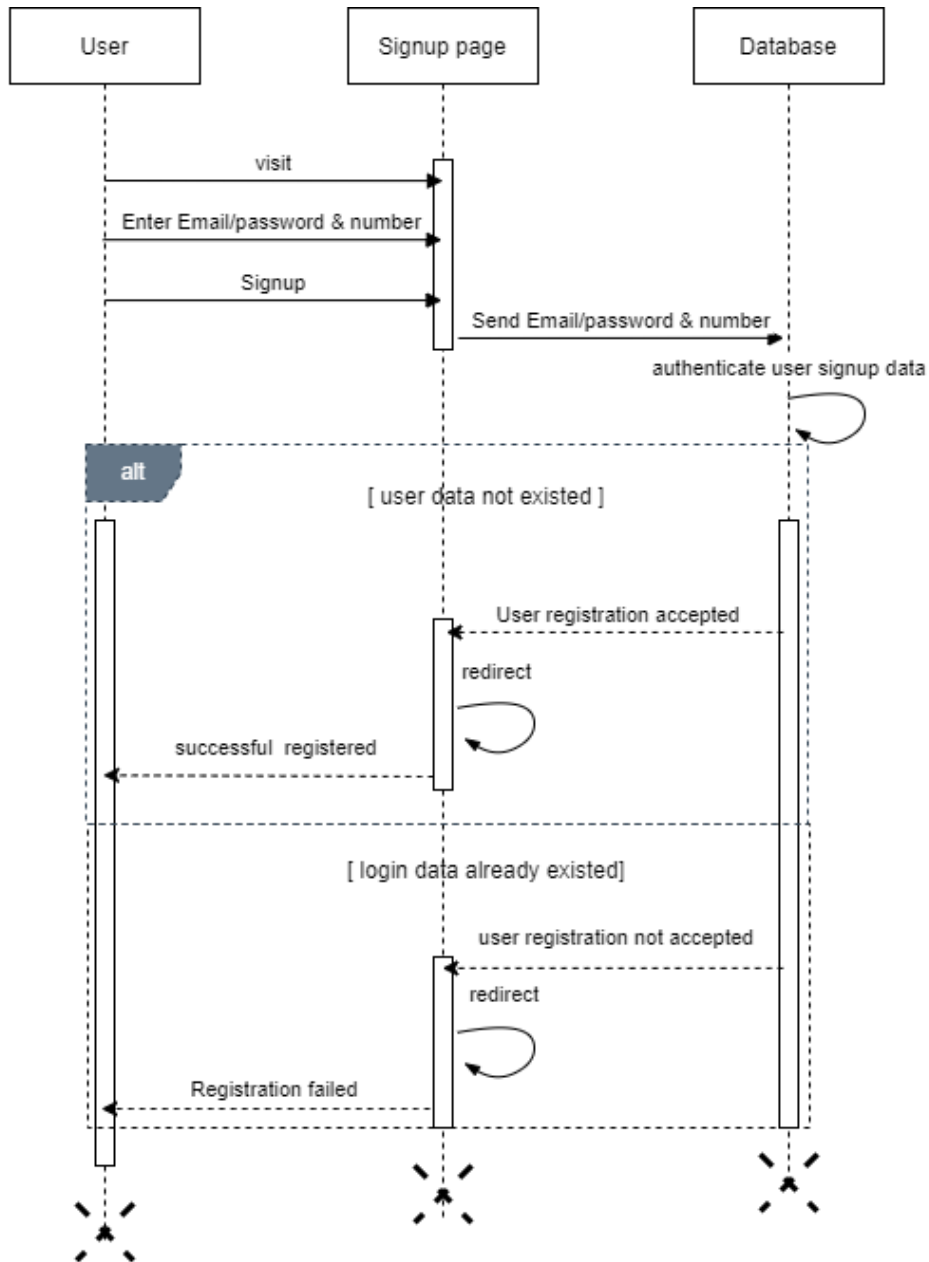 User
Signup page
Database
visit
Enter Email/password & number
Signup
Send Email/password & number
authenticate user signup data
alt
[ user data not existed ]
User registration accepted
redirect
successful  registered
[ login data already existed]
user registration not accepted
redirect
Registration failed